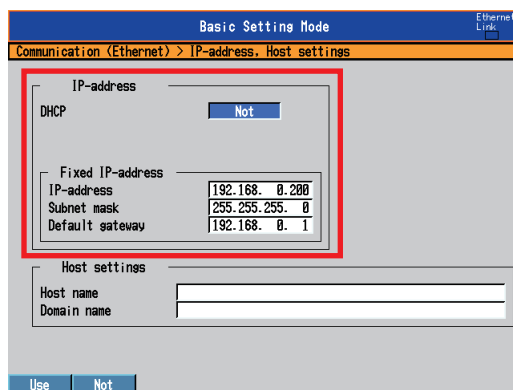 Basic Setting Mode
Ethernet
Link
Communication (Ethernet) > IP-address, Host settings
IP-address
DHCP Not
Fixed IP-address
IP-address 192.168. 0.200
Subnet mask 255.255.255. 0
Default gateway 192.168. 0. 1
Host settings
Host name
Domain name
Use Not